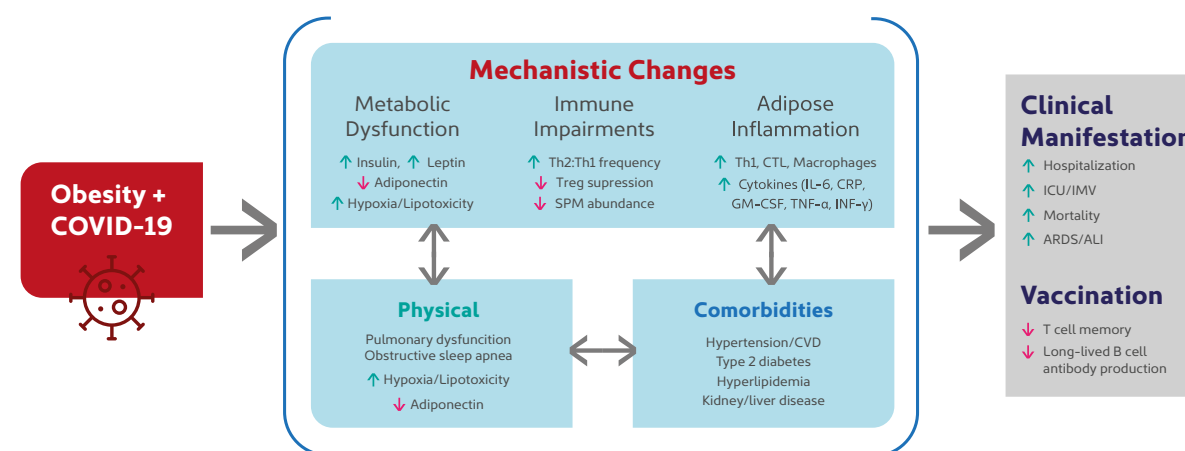 Obesity +
COVID-19
Mechanistic Changes
Metabolic
Dysfunction
↑ Insulin, ↑ Leptin
↓ Adiponectin
↑ Hypoxia/Lipotoxicity
Immune
Impairments
↑ Th2:Th1 frequency
↓ Treg supression
↓ SPM abundance
Adipose
Inflammation
↑ Th1, CTL, Macrophages
↑ Cytokines (IL-6, CRP,
GM-CSF, TNF-α, INF-γ)
Physical
Pulmonary dysfuncition
Obstructive sleep apnea
↑ Hypoxia/Lipotoxicity
↓ Adiponectin
Comorbidities
Hypertension/CVD
Type 2 diabetes
Hyperlipidemia
Kidney/liver disease
Clinical
Manifestation
↑ Hospitalization
↑ ICU/IMV
↑ Mortality
↑ ARDS/ALI
Vaccination
↓ T cell memory
↓ Long-lived B cell
antibody production